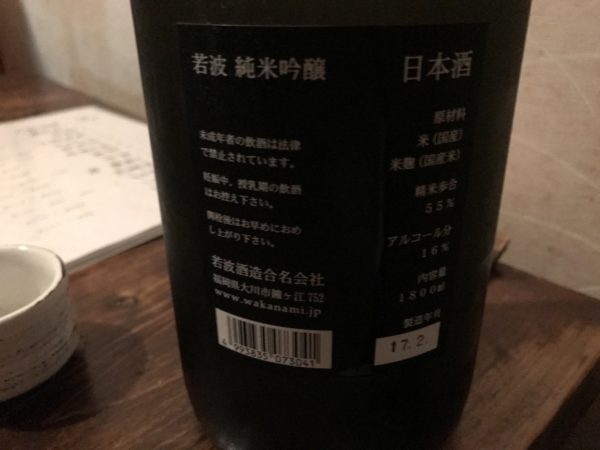 若波 純米吟醸
日本酒
未成年者の飲酒は法律
で禁止されています。
妊娠中、授乳期の飲酒
はお控え下さい。
開栓後はお早めにお召
し上がり下さい。
若波酒造合名会社
福岡県大川市鐘ヶ江752
www.wakanami.jp
4 993835 073041
原材料
米(国産)
米麹(国産米)
精米歩合
55%
アルコール分
16%
内容量
1800ml
製造年月
17.2.